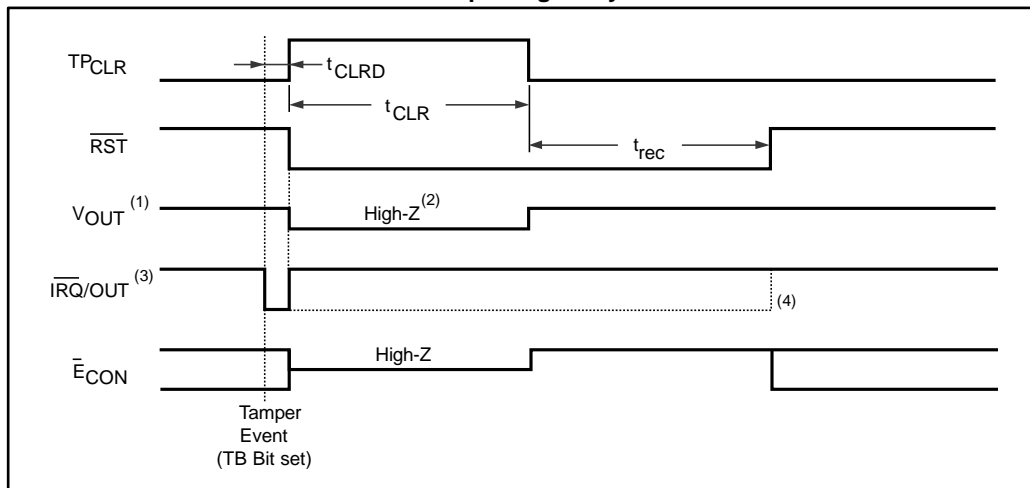 TPCLR
tCLRD
tCLR
RST
trec
VOUT (1)
High-Z(2)
IRQ/OUT (3)
(4)
High-Z
ECON
Tamper
Event
(TB Bit set)